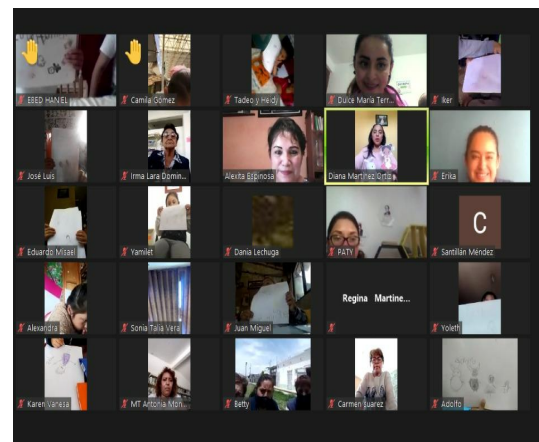 EBED HANIEL
Camila Gómez
Tadeo y Heidy
Dulce María Terr...
Iker
José Luis
Irma Lara Domin...
Alexita Espinosa
Diana Martínez Ortiz
Erika
Eduardo Misael
Yamilet
Dania Lechuga
PATY
C
Santillán Méndez
Alexandra
Sonia Talia Vera
Juan Miguel
Regina Martine...
Yoleth
Karen Vanesa
MT Antonia Mon...
Betty
Carmen suarez
Adolfo